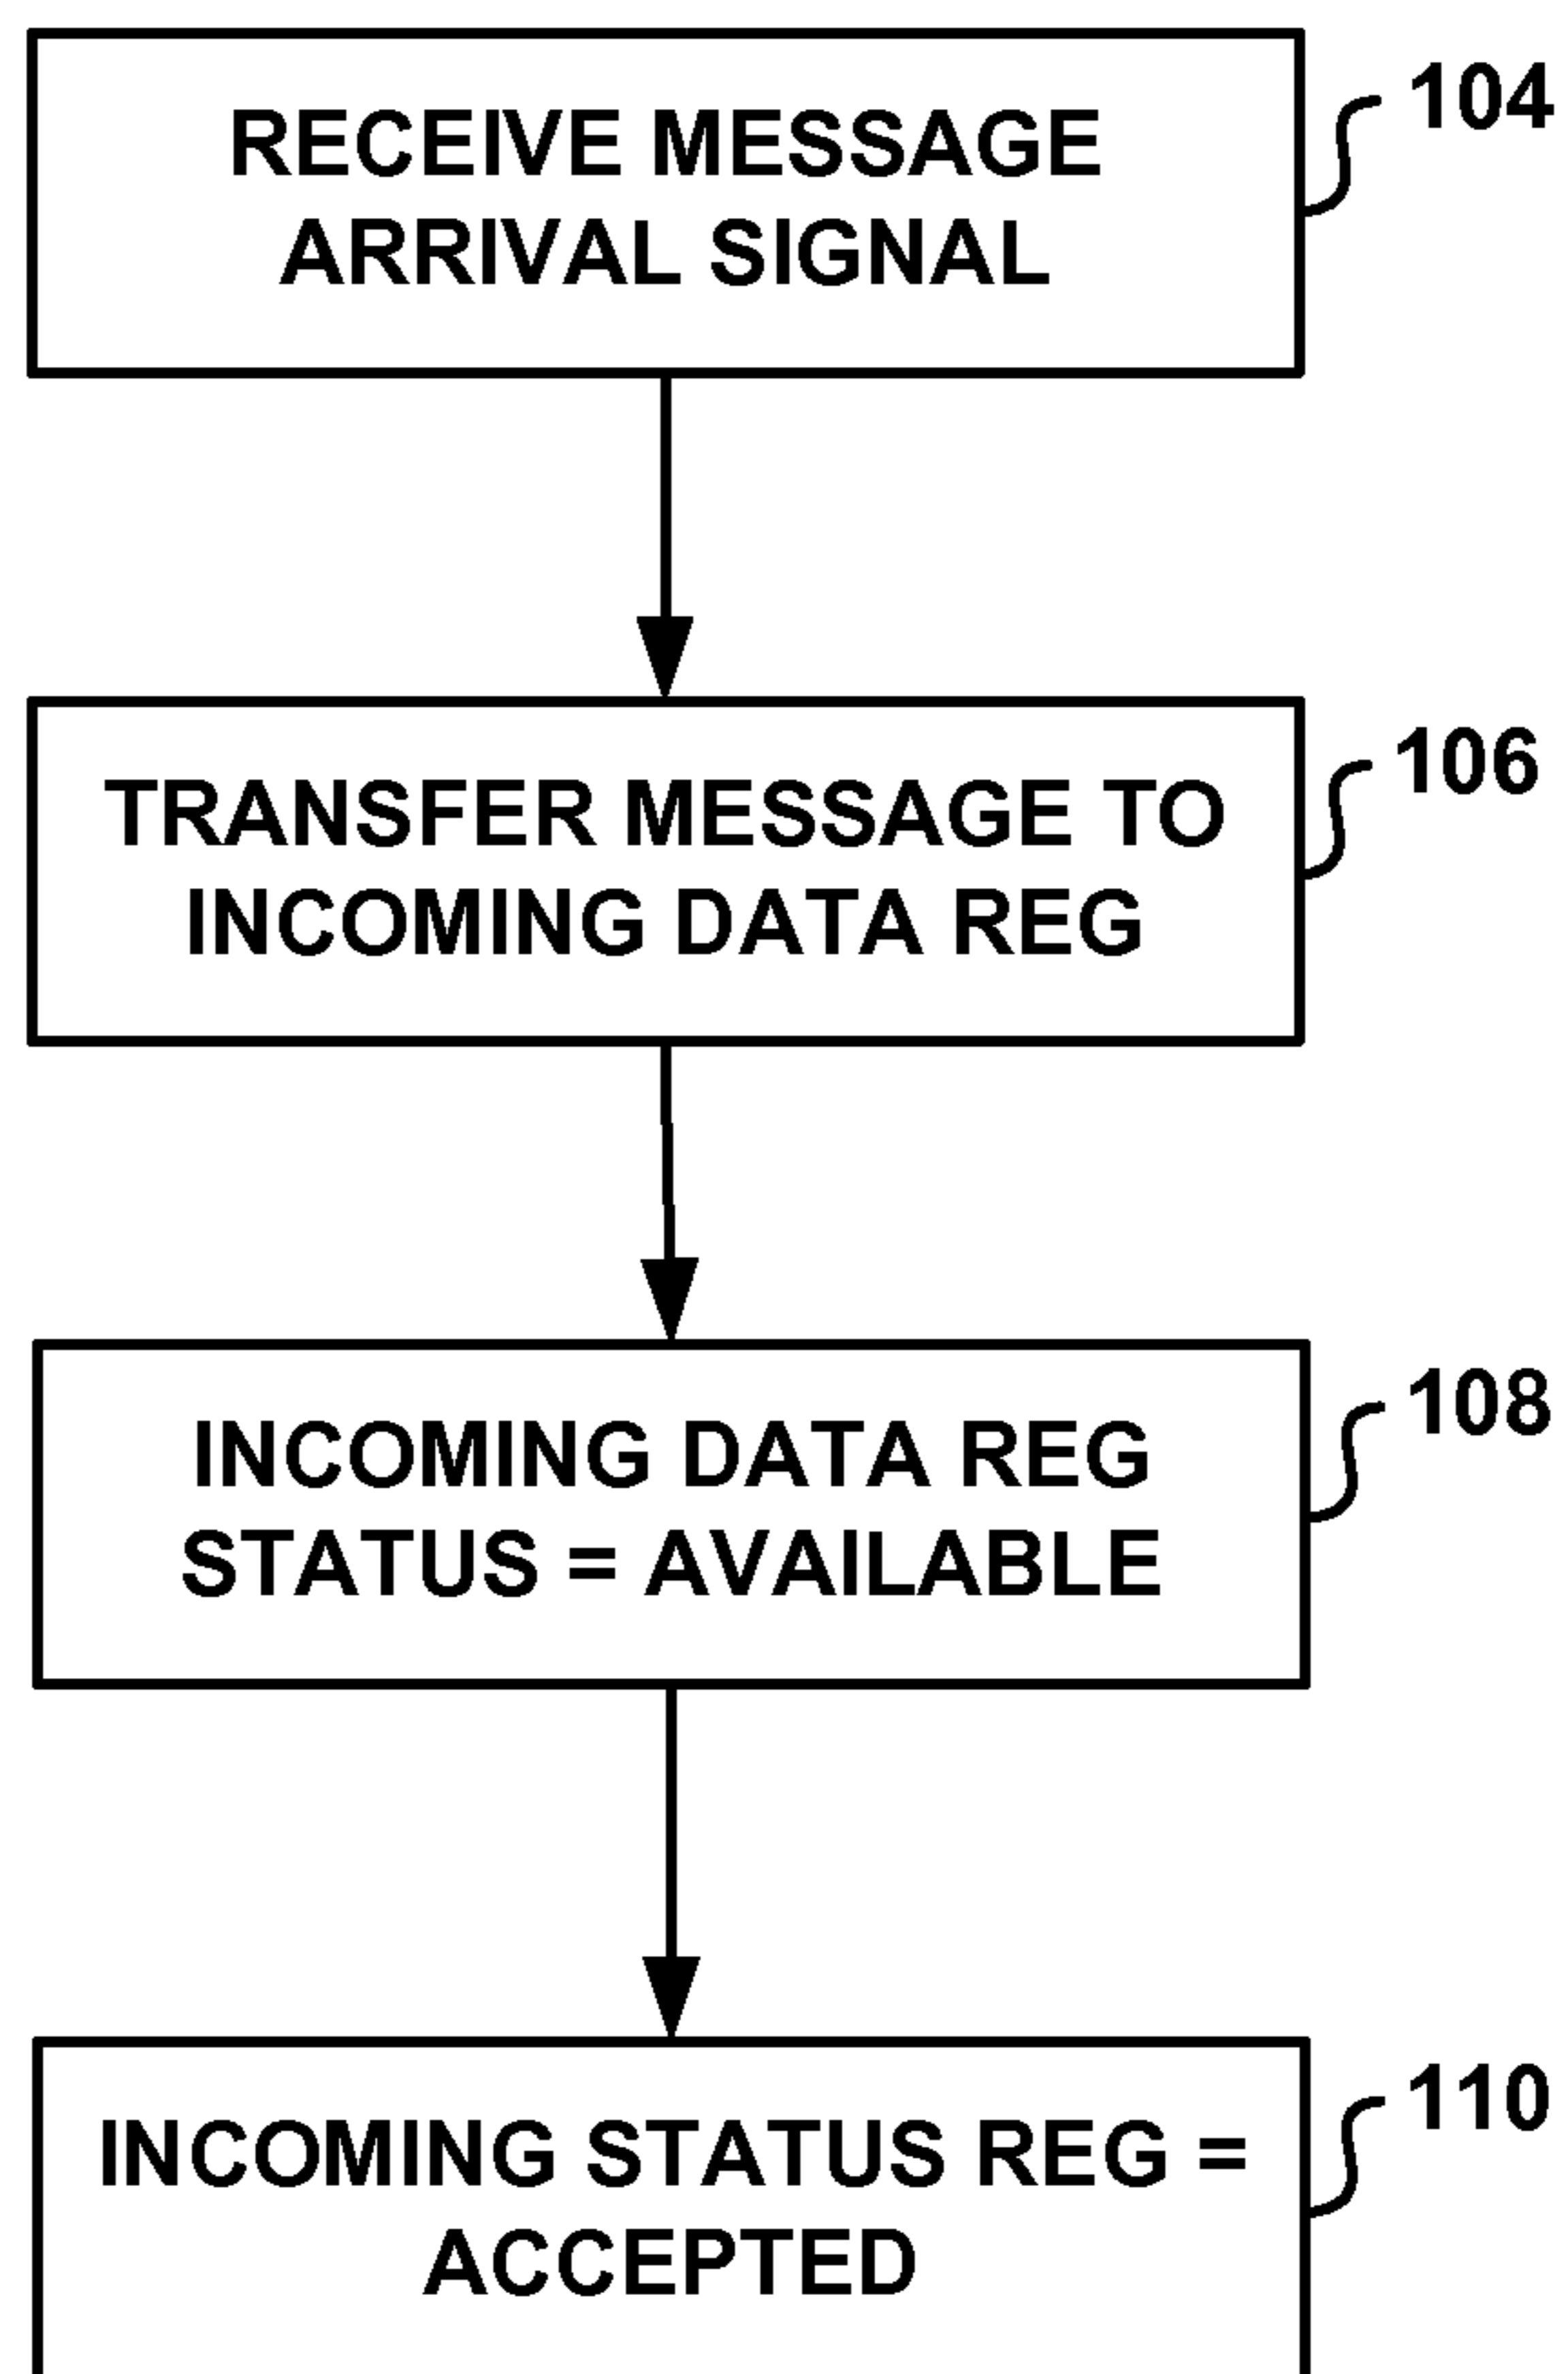 RECEIVE MESSAGE
ARRIVAL SIGNAL
104
TRANSFER MESSAGE TO
INCOMING DATA REG
106
INCOMING DATA REG
STATUS = AVAILABLE
108
INCOMING STATUS REG =
ACCEPTED
110